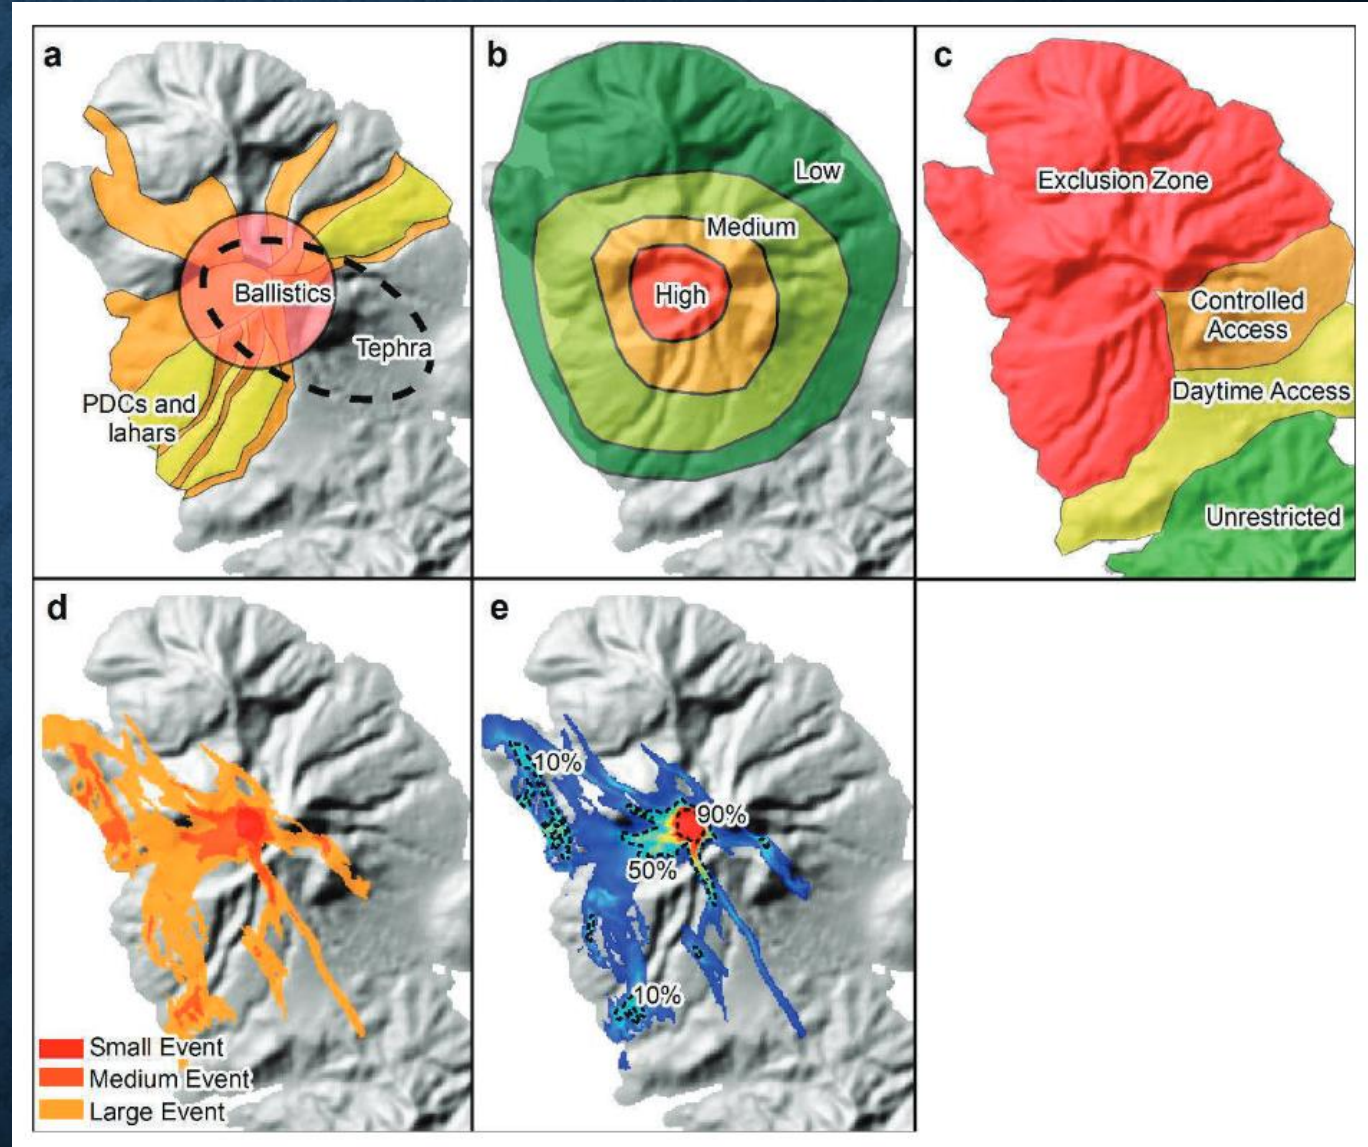 a
Ballistics
Tephra
PDCs and
lahars
b
Low
Medium
High
c
Exclusion Zone
Controlled
Access
Daytime Access
Unrestricted
d
Small Event
Medium Event
Large Event
e
10%
90%
50%
10%